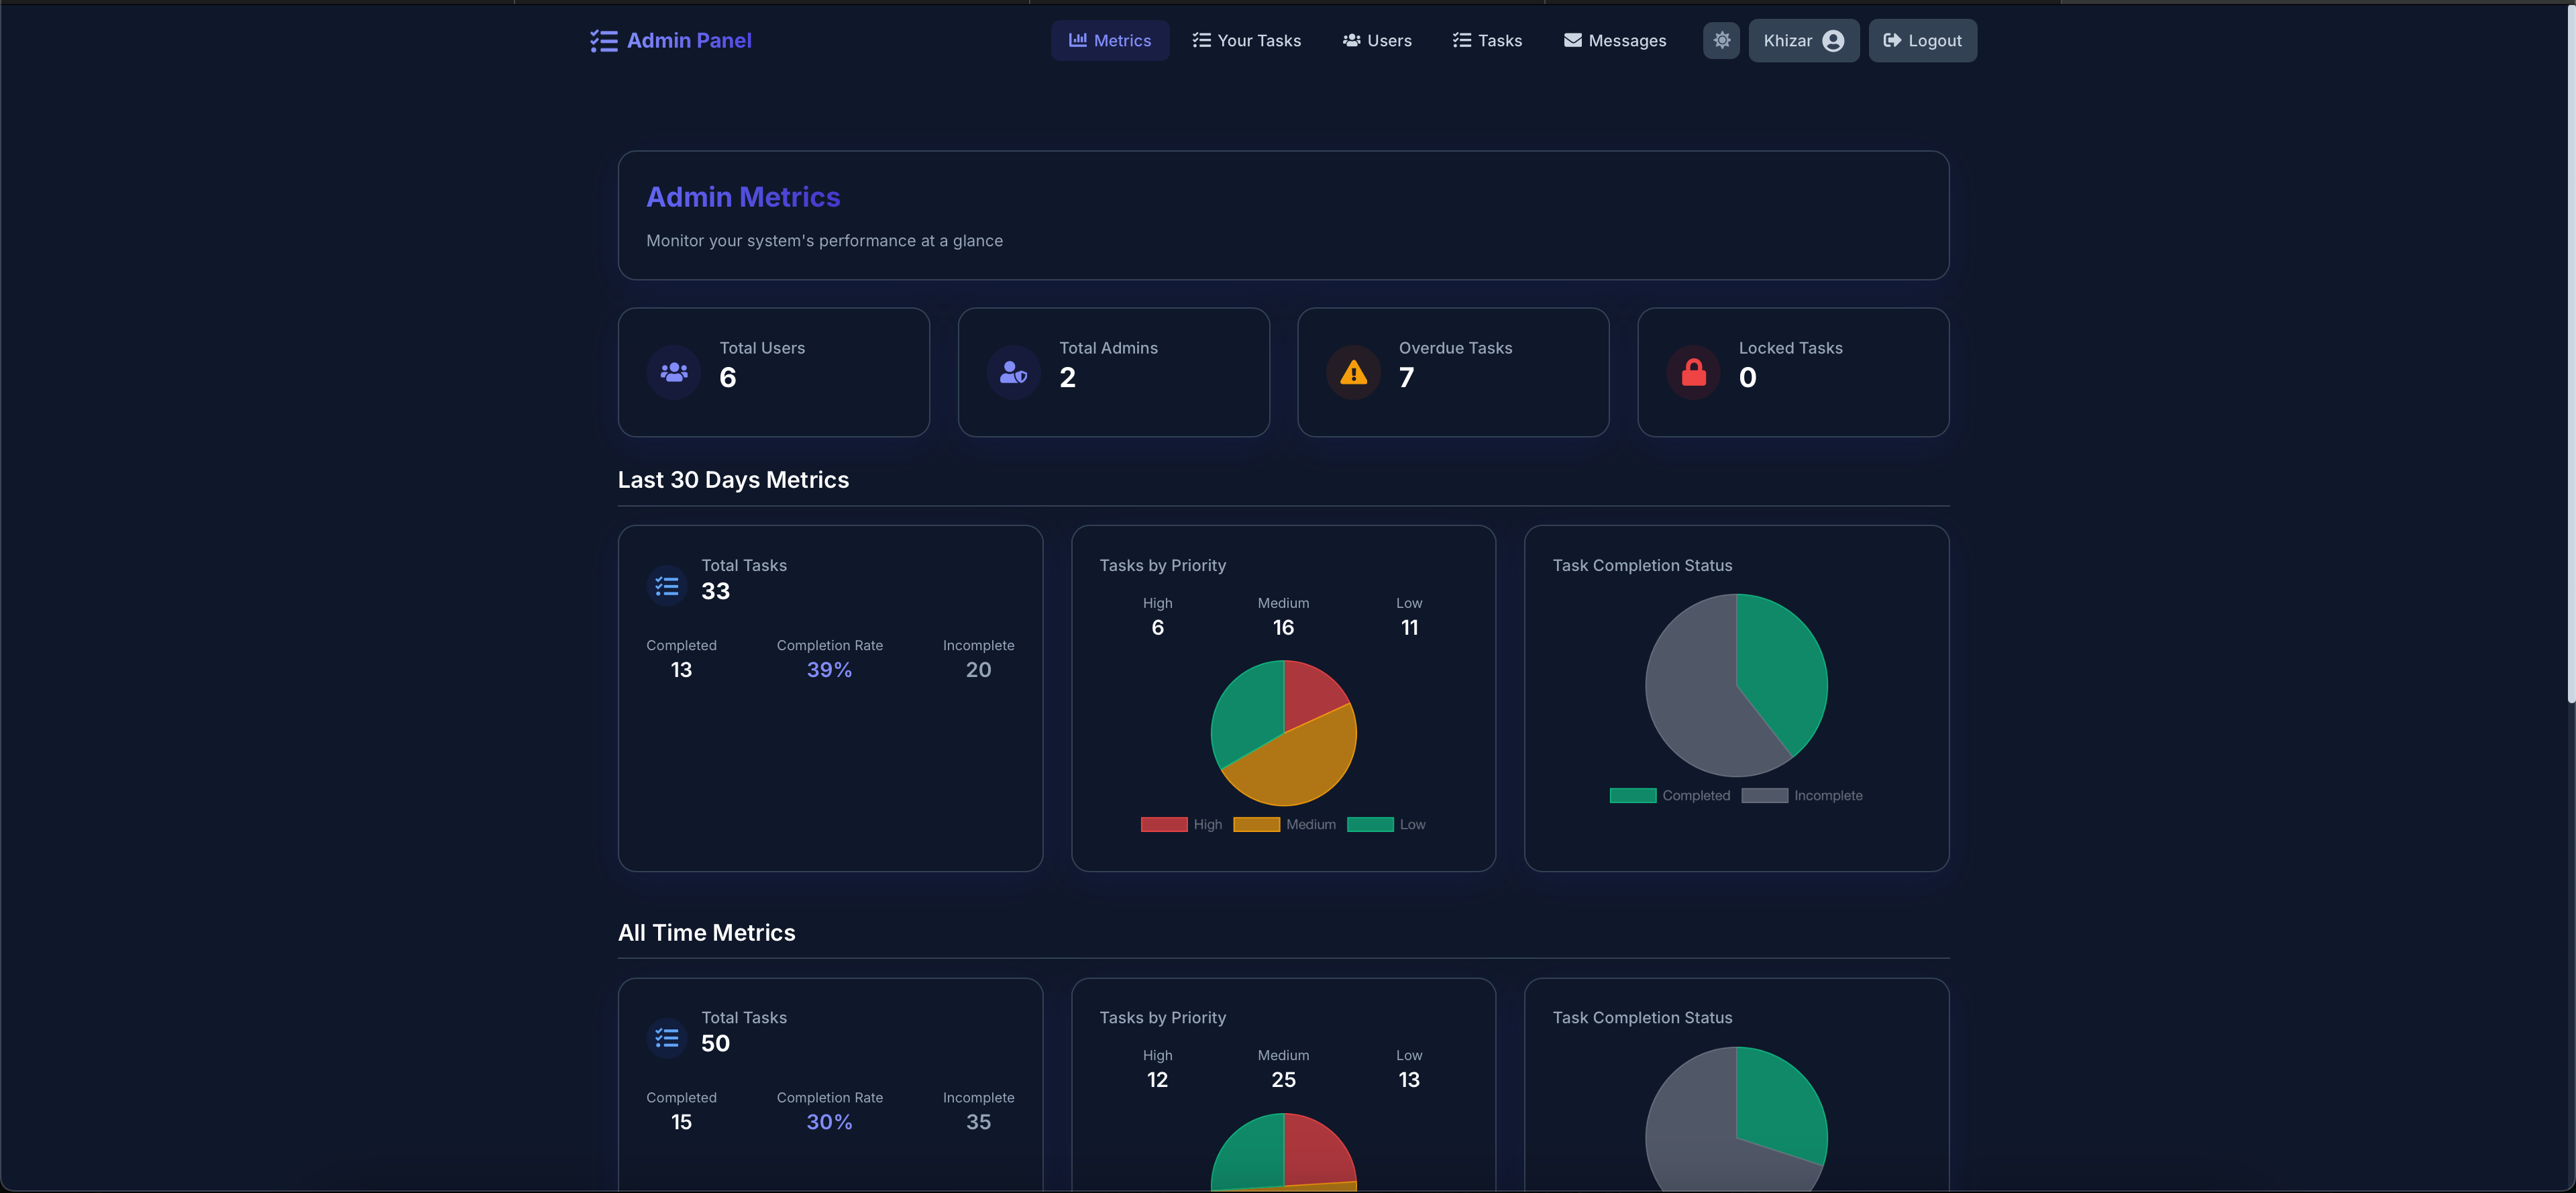 Admin Panel
Metrics Your Tasks Users Tasks Messages Khizar Logout
Admin Metrics
Monitor your system's performance at a glance
Total Users
6
Total Admins
2
Overdue Tasks
7
Locked Tasks
0
Last 30 Days Metrics
Total Tasks
33
Completed Completion Rate Incomplete
13 39% 20
Tasks by Priority
High Medium Low
6 16 11
High Medium Low
Task Completion Status
Completed Incomplete
All Time Metrics
Total Tasks
50
Completed Completion Rate Incomplete
15 30% 35
Tasks by Priority
High Medium Low
12 25 13
Task Completion Status